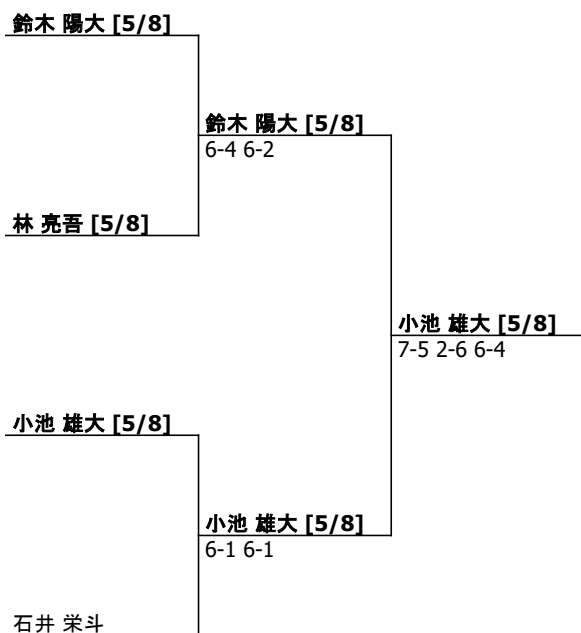 鈴木 陽大 [5/8]
鈴木 陽大 [5/8]
6-4 6-2
林 亮吾 [5/8]
小池 雄大 [5/8]
7-5 2-6 6-4
小池 雄大 [5/8]
小池 雄大 [5/8]
6-1 6-1
石井 栄斗